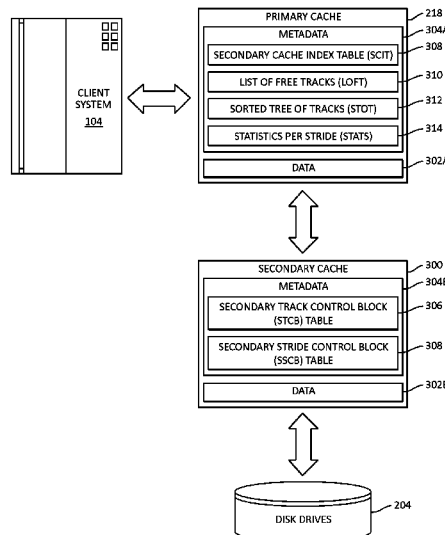 PRIMARY CACHE
218
METADATA
304A
SECONDARY CACHE INDEX TABLE (SCIT)
308
LIST OF FREE TRACKS (LOFT)
310
SORTED TREE OF TRACKS (STOT)
312
STATISTICS PER STRIDE (STATS)
314
DATA
302A
CLIENT
SYSTEM
104
SECONDARY CACHE
300
METADATA
304B
SECONDARY TRACK CONTROL BLOCK
(STCB) TABLE
306
SECONDARY STRIDE CONTROL BLOCK
(SSCB) TABLE
308
DATA
302B
DISK DRIVES
204